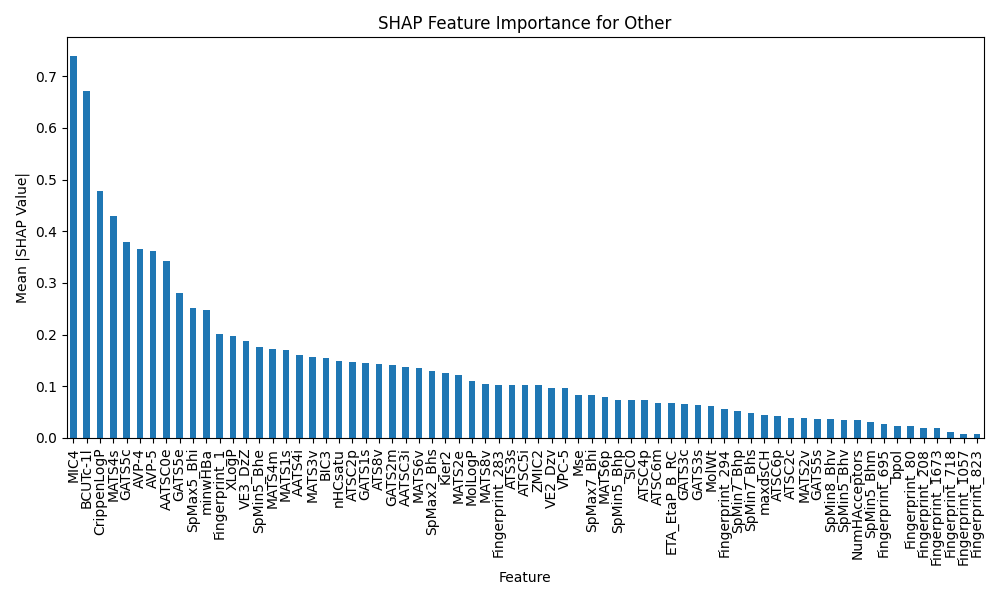 SHAP Feature Importance for Other
Mean |SHAP Value|
0.7
0.6
0.5
0.4
0.3
0.2
0.1
0.0
MIC4
BCUTc-1l
CrippenLogP
MATS4s
GATS5c
AVP-4
AVP-5
AATSC0e
GATS5e
SpMax5_Bhi
minwHBa
Fingerprint_1
XLogP
VE3_DzZ
SpMin5_Bhe
MATS4m
MATS1s
AATS4i
MATS3v
BIC3
nHCsatu
ATSC2p
GATS1s
ATS8v
GATS2m
AATSC3i
MATS6v
SpMax2_Bhs
Kier2
MATS2e
MolLogP
MATS8v
Fingerprint_283
ATS3s
ATSC5i
ZMIC2
VE2_Dzv
VPC-5
Mse
SpMax7_Bhi
MATS6p
SpMin5_Bhp
SIC0
ATSC4p
ATSC6m
ETA_EtaP_B_RC
GATS3c
GATS3s
MolWt
Fingerprint_294
SpMin7_Bhp
SpMin7_Bhs
maxdsCH
ATSC6p
ATSC2c
MATS2v
GATS5s
SpMin8_Bhv
SpMin5_Bhv
NumHAcceptors
SpMin5_Bhm
Fingerprint_695
bpol
Fingerprint_80
Fingerprint_208
Fingerprint_1673
Fingerprint_718
Fingerprint_1057
Fingerprint_823
Feature